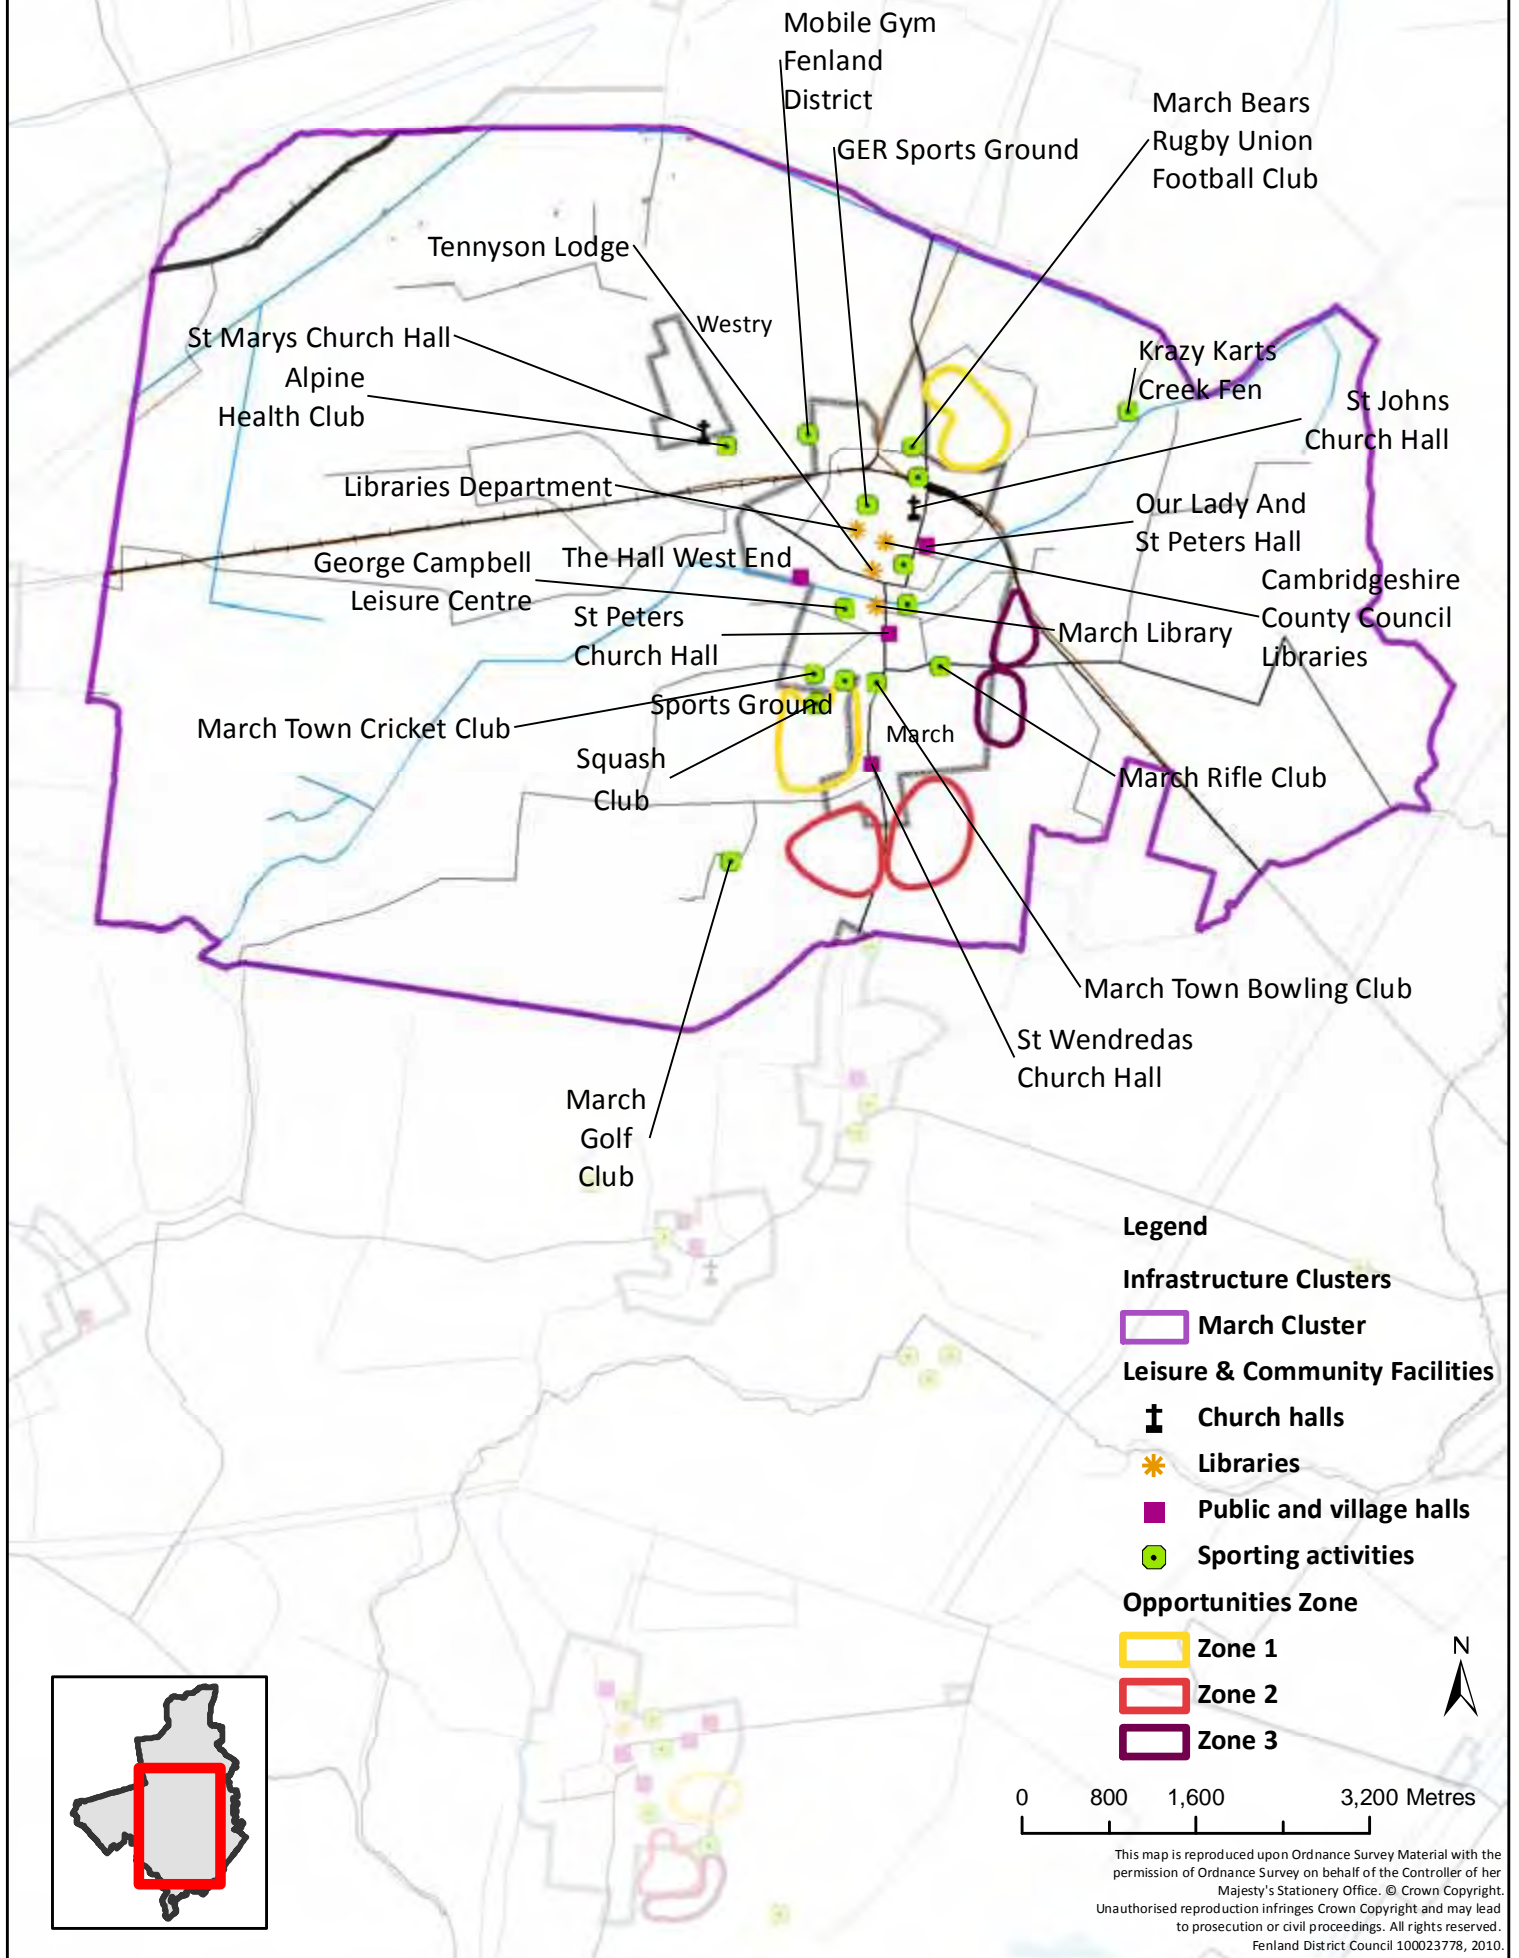 Mobile Gym
Fenland
District
March Bears
Rugby Union
Football Club
GER Sports Ground
Tennyson Lodge
Westry
St Marys Church Hall
Alpine
Health Club
Krazy Karts
Creek Fen
St Johns
Church Hall
Libraries Department
Our Lady And
St Peters Hall
George Campbell
Leisure Centre
The Hall West End
Cambridgeshire
County Council
Libraries
St Peters
Church Hall
March Library
Sports Ground
March Town Cricket Club
March
Squash
Club
March Rifle Club
March Town Bowling Club
St Wendredas
Church Hall
March
Golf
Club
Legend
Infrastructure Clusters
March Cluster
Leisure & Community Facilities
Church halls
Libraries
Public and village halls
Sporting activities
Opportunities Zone
Zone 1
Zone 2
Zone 3
N
0 800 1,600 3,200 Metres
This map is reproduced upon Ordnance Survey Material with the
permission of Ordnance Survey on behalf of the Controller of her
Majesty's Stationery Office. © Crown Copyright.
Unauthorised reproduction infringes Crown Copyright and may lead
to prosecution or civil proceedings. All rights reserved.
Fenland District Council 100023778, 2010.